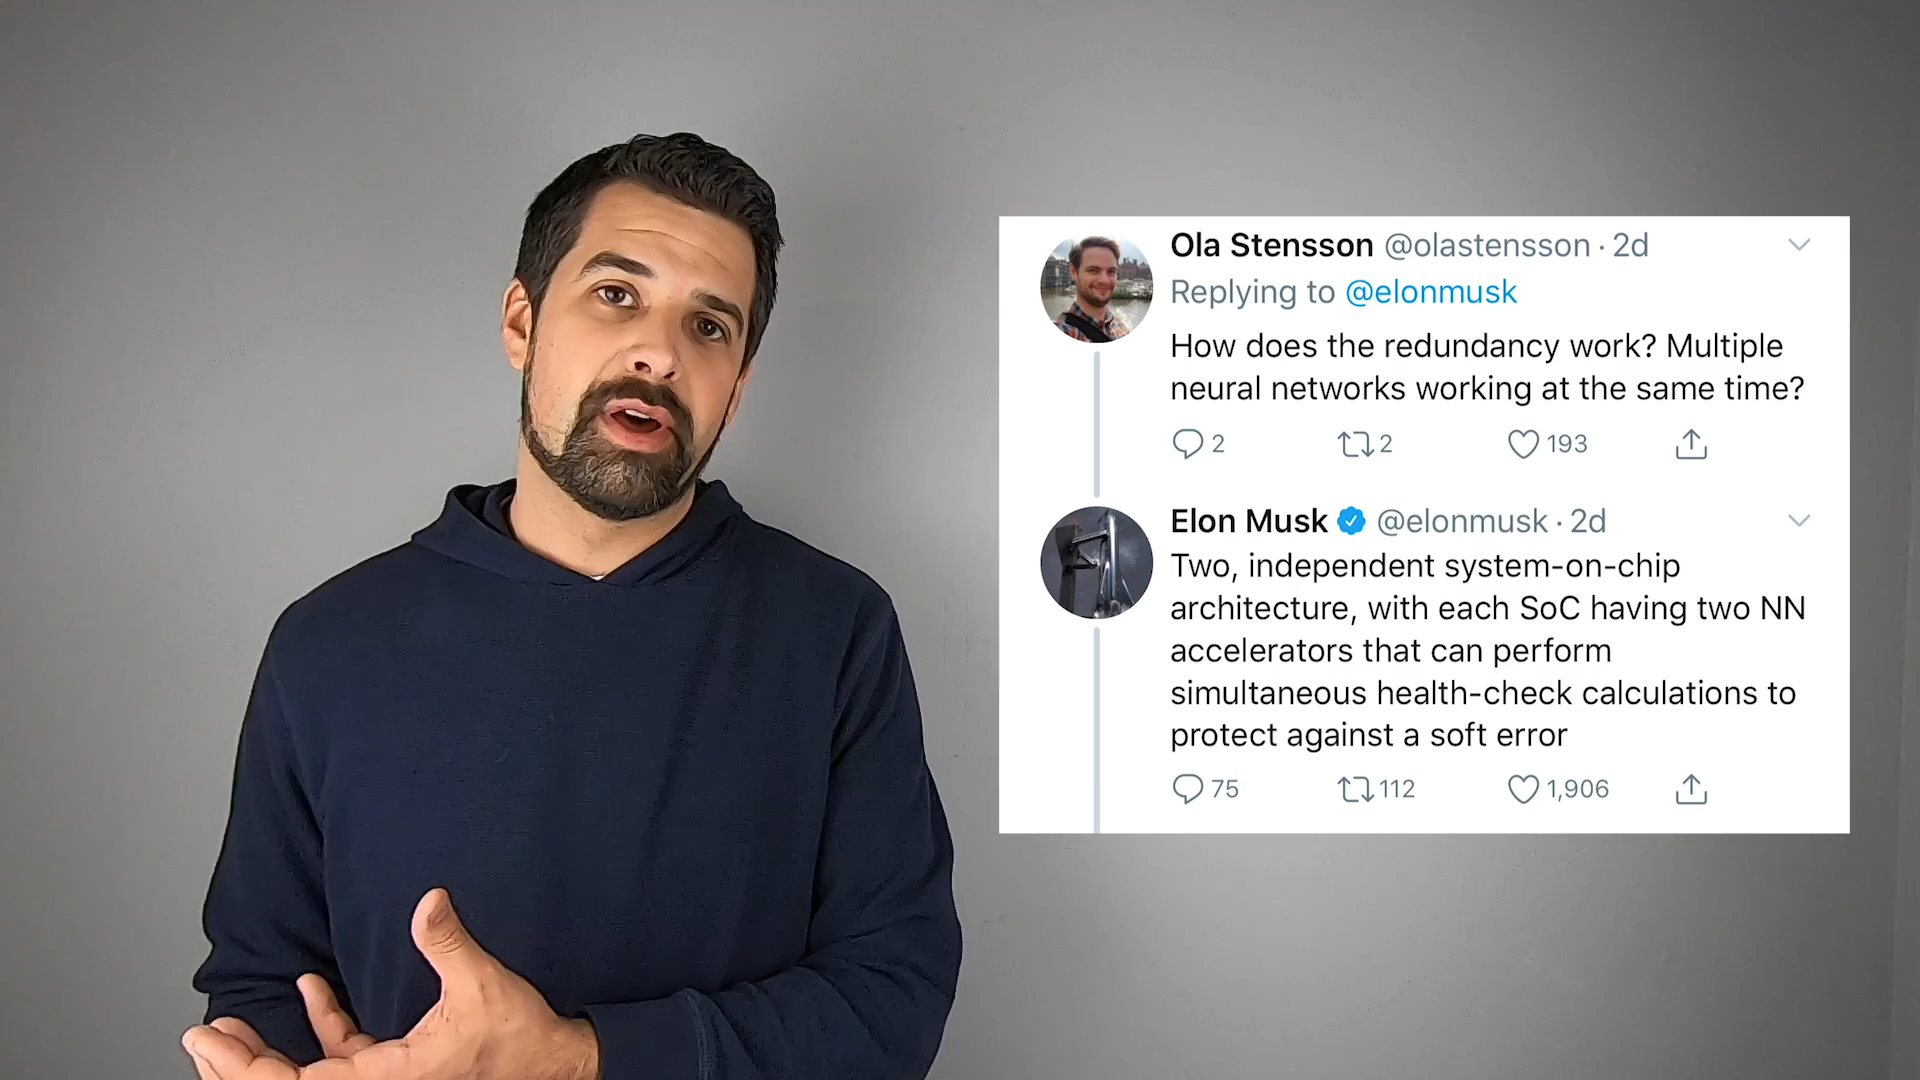 Ola Stensson @olastensson · 2d
Replying to @elonmusk
How does the redundancy work? Multiple
neural networks working at the same time?
2 2 193
Elon Musk @elonmusk · 2d
Two, independent system-on-chip
architecture, with each SoC having two NN
accelerators that can perform
simultaneous health-check calculations to
protect against a soft error
75 112 1,906